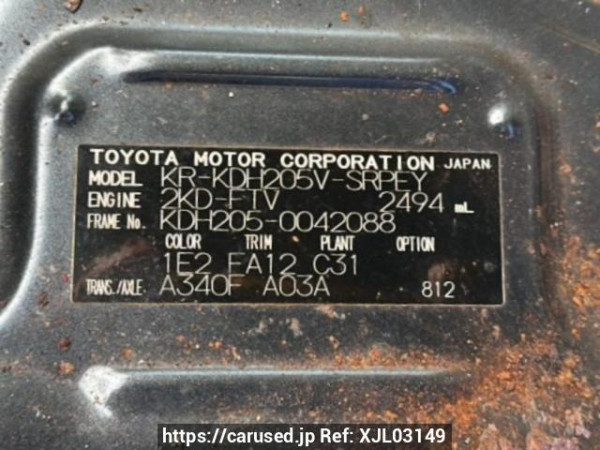 TOYOTA MOTOR CORPORATION JAPAN
MODEL KR-KDH205V-SRPEY
ENGINE 2KD-FTV 2494 mL
FRAME No. KDH205-0042088
COLOR TRIM PLANT OPTION
1E2 FA12 C31
TRANS./AXLE A340F A03A 812
https://carused.jp Ref: XJL03149